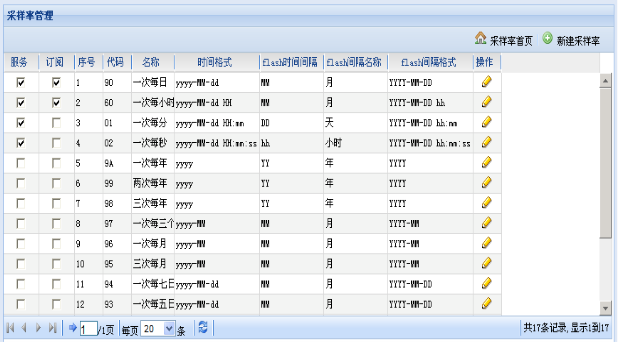 采样率管理
采样率首页 新建采样率
服务 订阅 序号 代码 名称 时间格式 flash时间间隔 flash间隔名称 flash间隔格式 操作
1 90 一次每日 yyyy-MM-dd MM 月 YYYY-MM-DD
2 60 一次每小时 yyyy-MM-dd HH MM 月 YYYY-MM-DD hh
3 01 一次每分 yyyy-MM-dd HH:mm DD 天 YYYY-MM-DD hh:mm
4 02 一次每秒 yyyy-MM-dd HH:mm:ss hh 小时 YYYY-MM-DD hh:mm:ss
5 9A 一次每年 yyyy YY 年 YYYY
6 99 两次每年 yyyy YY 年 YYYY
7 98 三次每年 yyyy YY 年 YYYY
8 97 一次每三个 yyyy-MM MM 月 YYYY-MM
9 96 一次每月 yyyy-MM MM 月 YYYY-MM
10 95 三次每月 yyyy-MM MM 月 YYYY-MM
11 94 一次每七日 yyyy-MM-dd MM 月 YYYY-MM-DD
12 93 一次每五日 yyyy-MM-dd MM 月 YYYY-MM-DD
1 /1页 每页 20 条 共17条记录,显示1到17